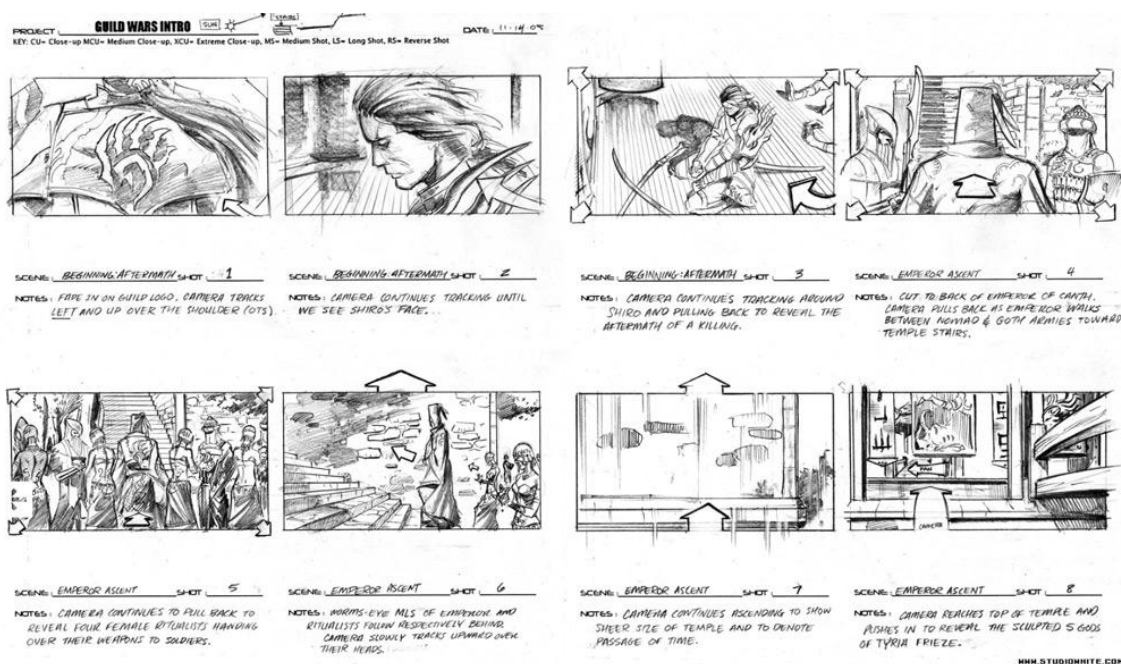 PROJECT: GUILD WARS INTRO
SUN
[STAIRS]
DATE: 11-14-05
KEY: CU= Close-up MCU= Medium Close-up, XCU= Extreme Close-up, MS= Medium Shot, LS= Long Shot, RS= Reverse Shot
SCENE: BEGINNING: AFTERMATH SHOT: 1
NOTES: FADE IN ON GUILD LOGO. CAMERA TRACKS
LEFT AND UP OVER THE SHOULDER (OTS).
SCENE: BEGINNING: AFTERMATH SHOT: 2
NOTES: CAMERA CONTINUES TRACKING UNTIL
WE SEE SHIRO'S FACE...
SCENE: BEGINNING: AFTERMATH SHOT: 3
NOTES: CAMERA CONTINUES TRACKING AROUND
SHIRO AND PULLING BACK TO REVEAL THE
AFTERMATH OF A KILLING.
SCENE: EMPEROR ASCENT SHOT: 4
NOTES: CUT TO BACK OF EMPEROR OF CANTH.
CAMERA PULLS BACK AS EMPEROR WALKS
BETWEEN NOMAD & GOTH ARMIES TOWARD
TEMPLE STAIRS.
SCENE: EMPEROR ASCENT SHOT: 5
NOTES: CAMERA CONTINUES TO PULL BACK TO
REVEAL FOUR FEMALE RITUALISTS HANDING
OVER THEIR WEAPONS TO SOLDIERS.
SCENE: EMPEROR ASCENT SHOT: 6
NOTES: WORMS-EYE MLS OF EMPEROR AND
RITUALISTS FOLLOW RESPECTIVELY BEHIND.
CAMERA SLOWLY TRACKS UPWARD OVER
THEIR HEADS.
SCENE: EMPEROR ASCENT SHOT: 7
NOTES: CAMERA CONTINUES ASCENDING TO SHOW
SHEER SIZE OF TEMPLE AND TO DENOTE
PASSAGE OF TIME.
PAN
CAMERA
SCENE: EMPEROR ASCENT SHOT: 8
NOTES: CAMERA REACHES TOP OF TEMPLE AND
PUSHES IN TO REVEAL THE SCULPTED 5 GODS
OF TYRIA FRIEZE.
WWW.STUDIOHITE.COM